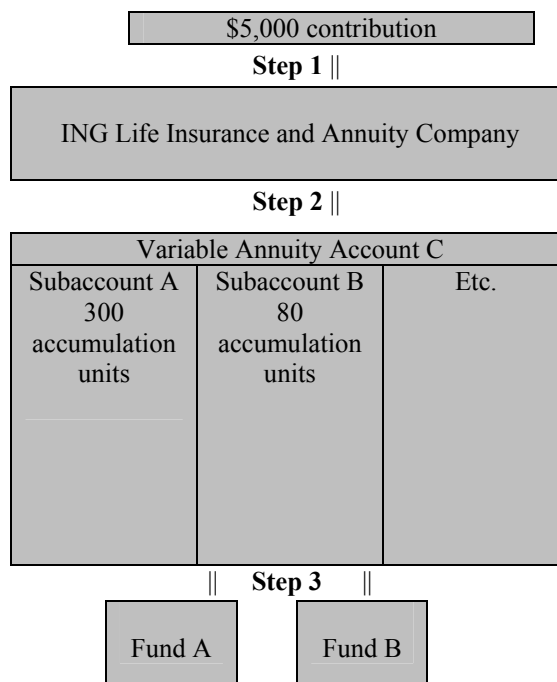 $5,000 contribution
Step 1 ||
ING Life Insurance and Annuity Company
Step 2 ||
Variable Annuity Account C
Subaccount A
300
accumulation
units
Subaccount B
80
accumulation
units
Etc.
|| Step 3 ||
Fund A
Fund B